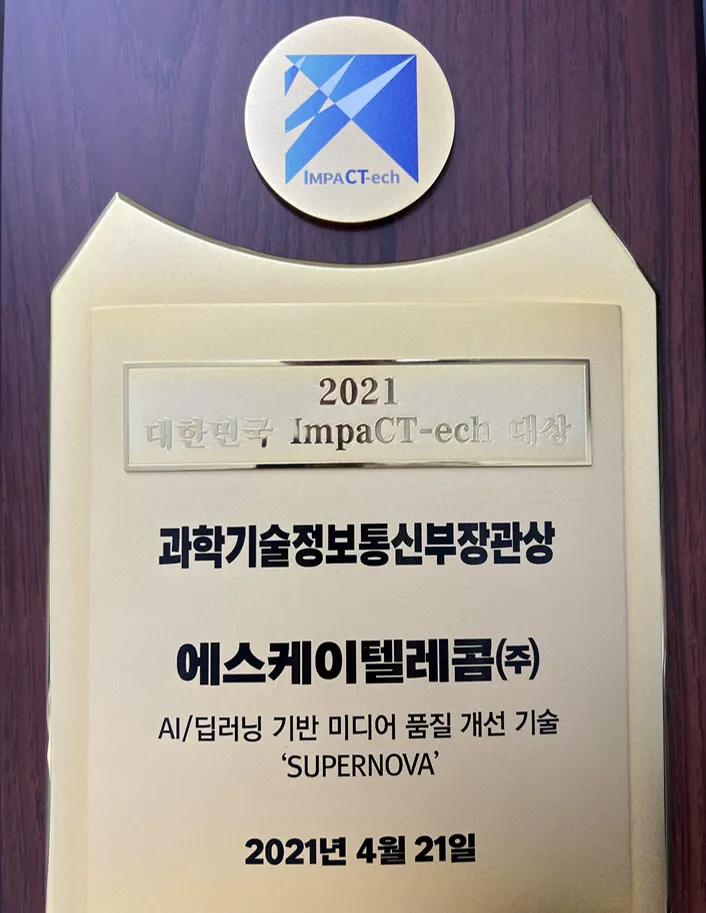 IMPACT-ech
2021
대한민국 ImpaCT-ech 대상
과학기술정보통신부장관상
에스케이텔레콤(주)
AI/딥러닝 기반 미디어 품질 개선 기술
‘SUPERNOVA’
2021년 4월 21일